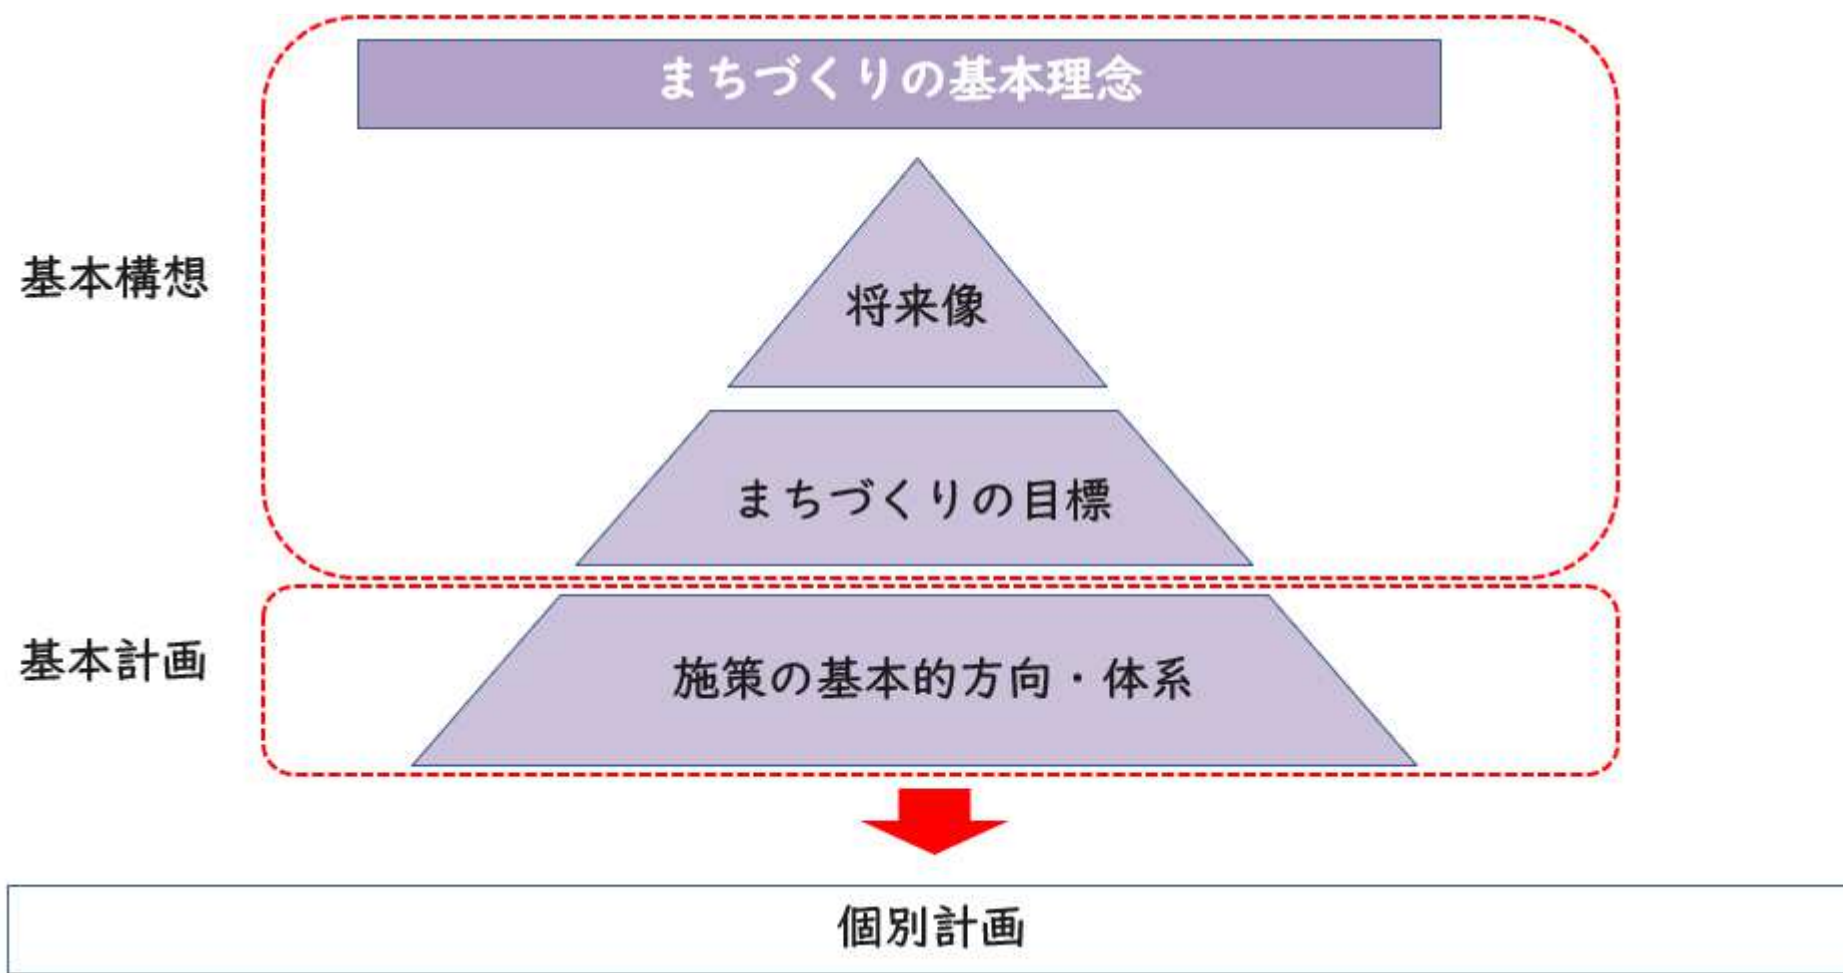 まちづくりの基本理念
基本構想
将来像
まちづくりの目標
基本計画
施策の基本的方向・体系
個別計画